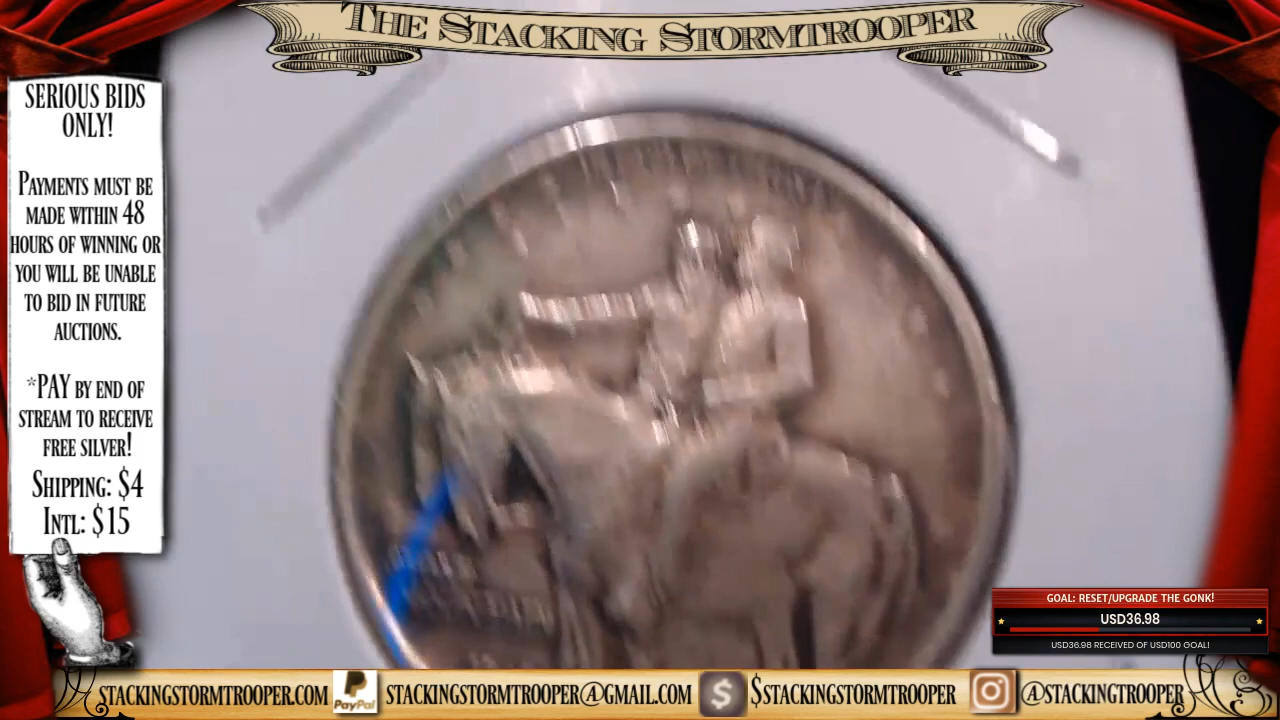 THE STACKING STORMTROOPER
SERIOUS BIDS
ONLY!
PAYMENTS MUST BE
MADE WITHIN 48
HOURS OF WINNING OR
YOU WILL BE UNABLE
TO BID IN FUTURE
AUCTIONS.
*PAY BY END OF
STREAM TO RECEIVE
FREE SILVER!
SHIPPING: $4
INTL: $15
GOAL: RESET/UPGRADE THE GONK!
USD36.98
USD36.98 RECEIVED OF USD100 GOAL!
STACKINGSTORMTROOPER.COM
PayPal
STACKINGSTORMTROOPER@GMAIL.COM
$STACKINGSTORMTROOPER
@STACKINGTROOPER